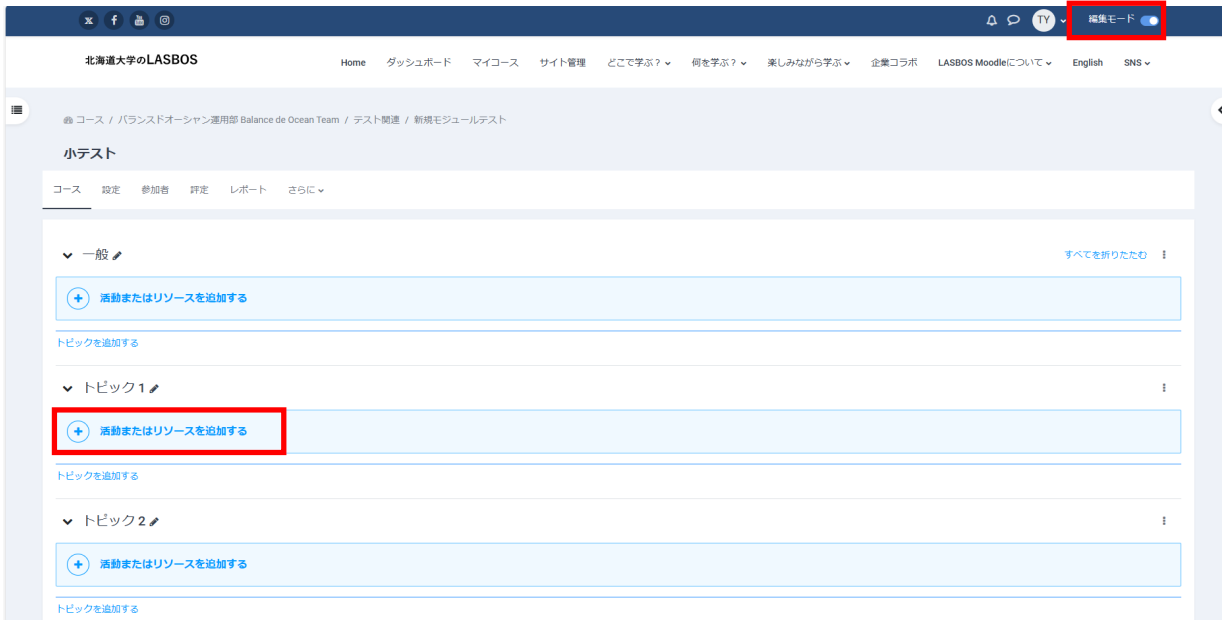 TY 編集モード
北海道大学のLASBOS Home ダッシュボード マイコース サイト管理 どこで学ぶ? 何を学ぶ? 楽しみながら学ぶ 企業コラボ LASBOS Moodleについて English SNS
コース / バランスドオーシャン運用部 Balance de Ocean Team / テスト関連 / 新規モジュールテスト
小テスト
コース 設定 参加者 評定 レポート さらに
一般 すべてを折りたたむ
活動またはリソースを追加する
トピックを追加する
トピック 1
活動またはリソースを追加する
トピックを追加する
トピック 2
活動またはリソースを追加する
トピックを追加する